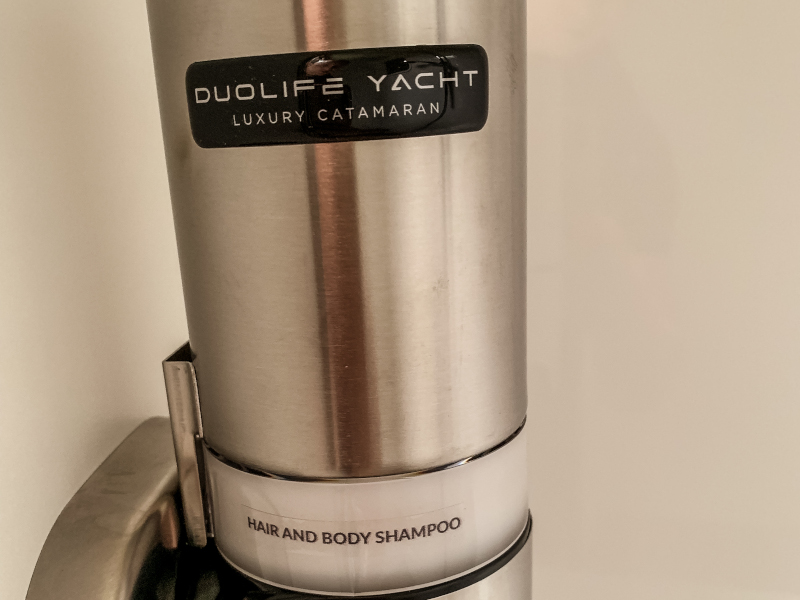 DUOLIFE YACHT
LUXURY CATAMARAN
HAIR AND BODY SHAMPOO